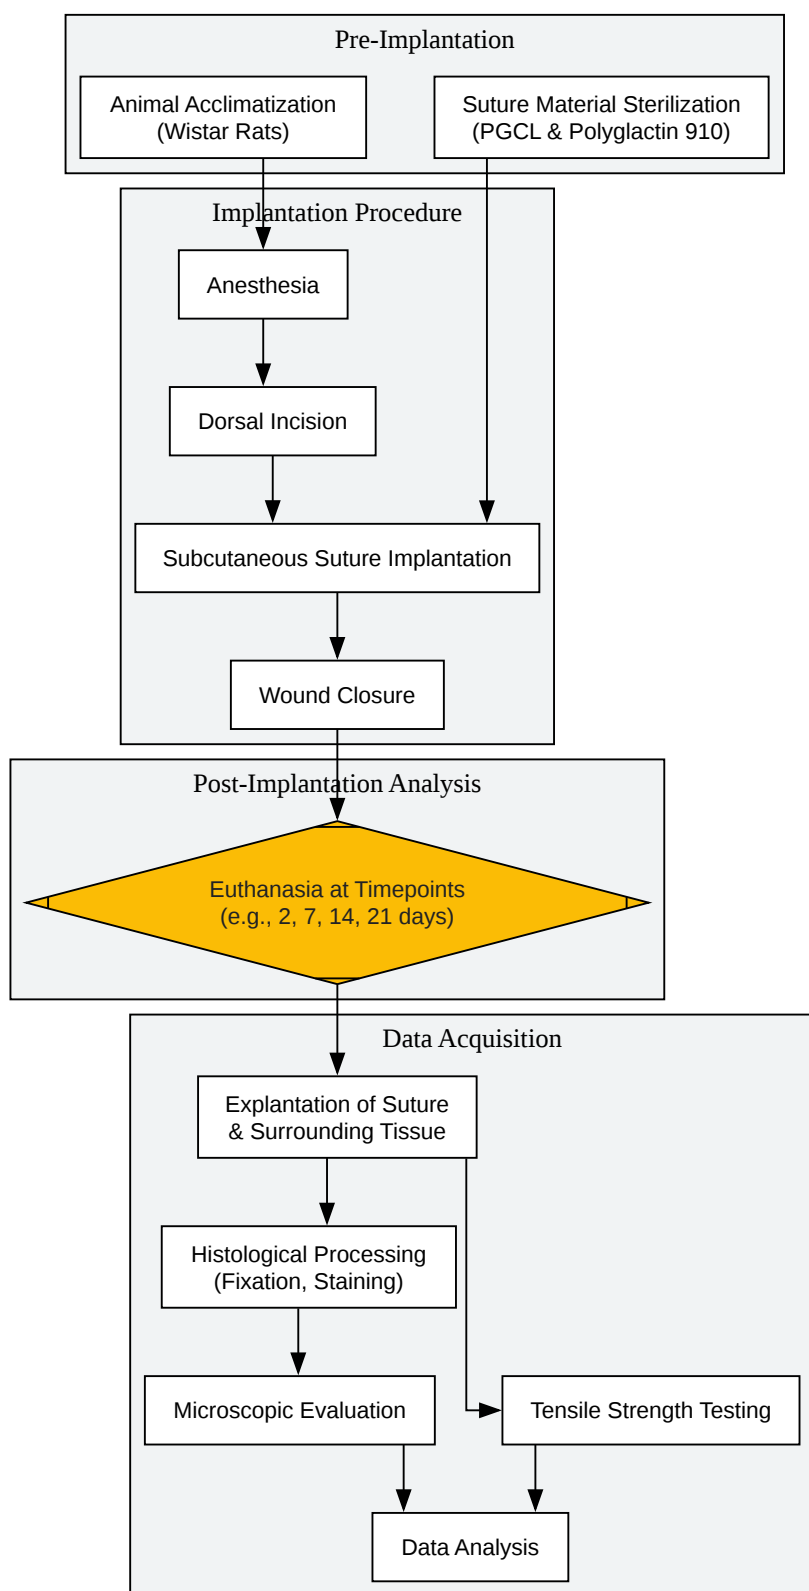 Pre-Implantation
Animal Acclimatization
(Wistar Rats)
Suture Material Sterilization
(PGCL & Polyglactin 910)
Implantation Procedure
Anesthesia
Dorsal Incision
Subcutaneous Suture Implantation
Wound Closure
Post-Implantation Analysis
Euthanasia at Timepoints
(e.g., 2, 7, 14, 21 days)
Data Acquisition
Explantation of Suture
& Surrounding Tissue
Histological Processing
(Fixation, Staining)
Microscopic Evaluation
Tensile Strength Testing
Data Analysis